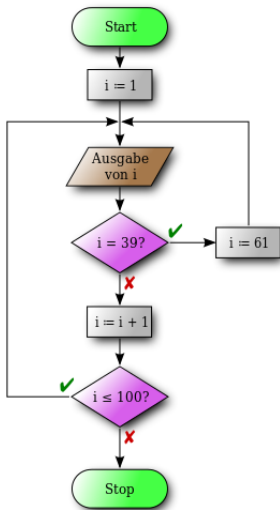 Start
i := 1
Ausgabe
von i
i = 39?
i := 61
i := i + 1
i ≤ 100?
Stop